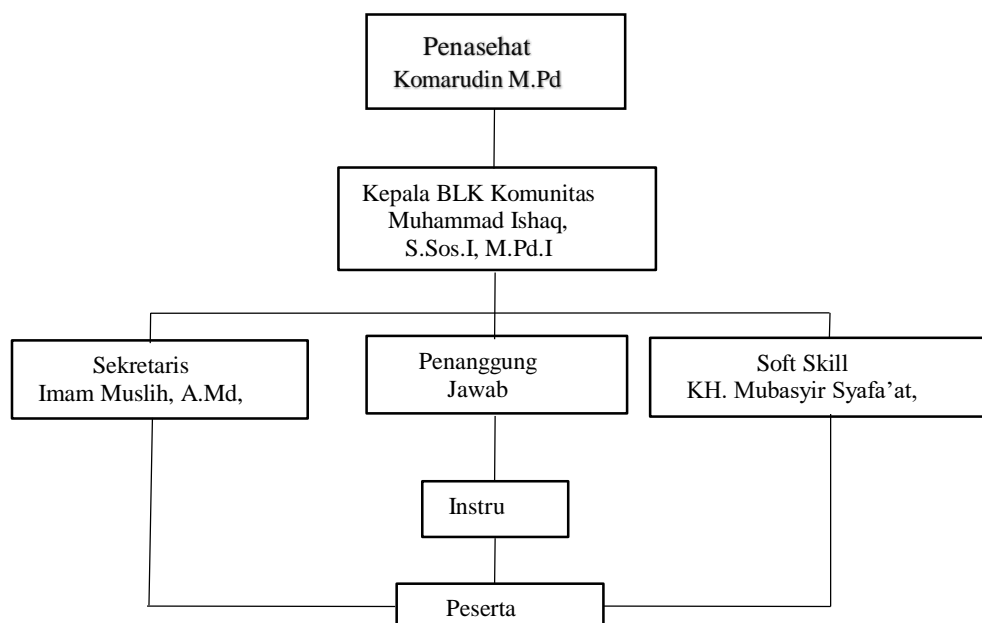 Penasehat
Komarudin M.Pd
Kepala BLK Komunitas
Muhammad Ishaq,
S.Sos.I, M.Pd.I
Sekretaris
Imam Muslih, A.Md,
Penanggung
Jawab
Soft Skill
KH. Mubasyir Syafa’at,
Instru
Peserta